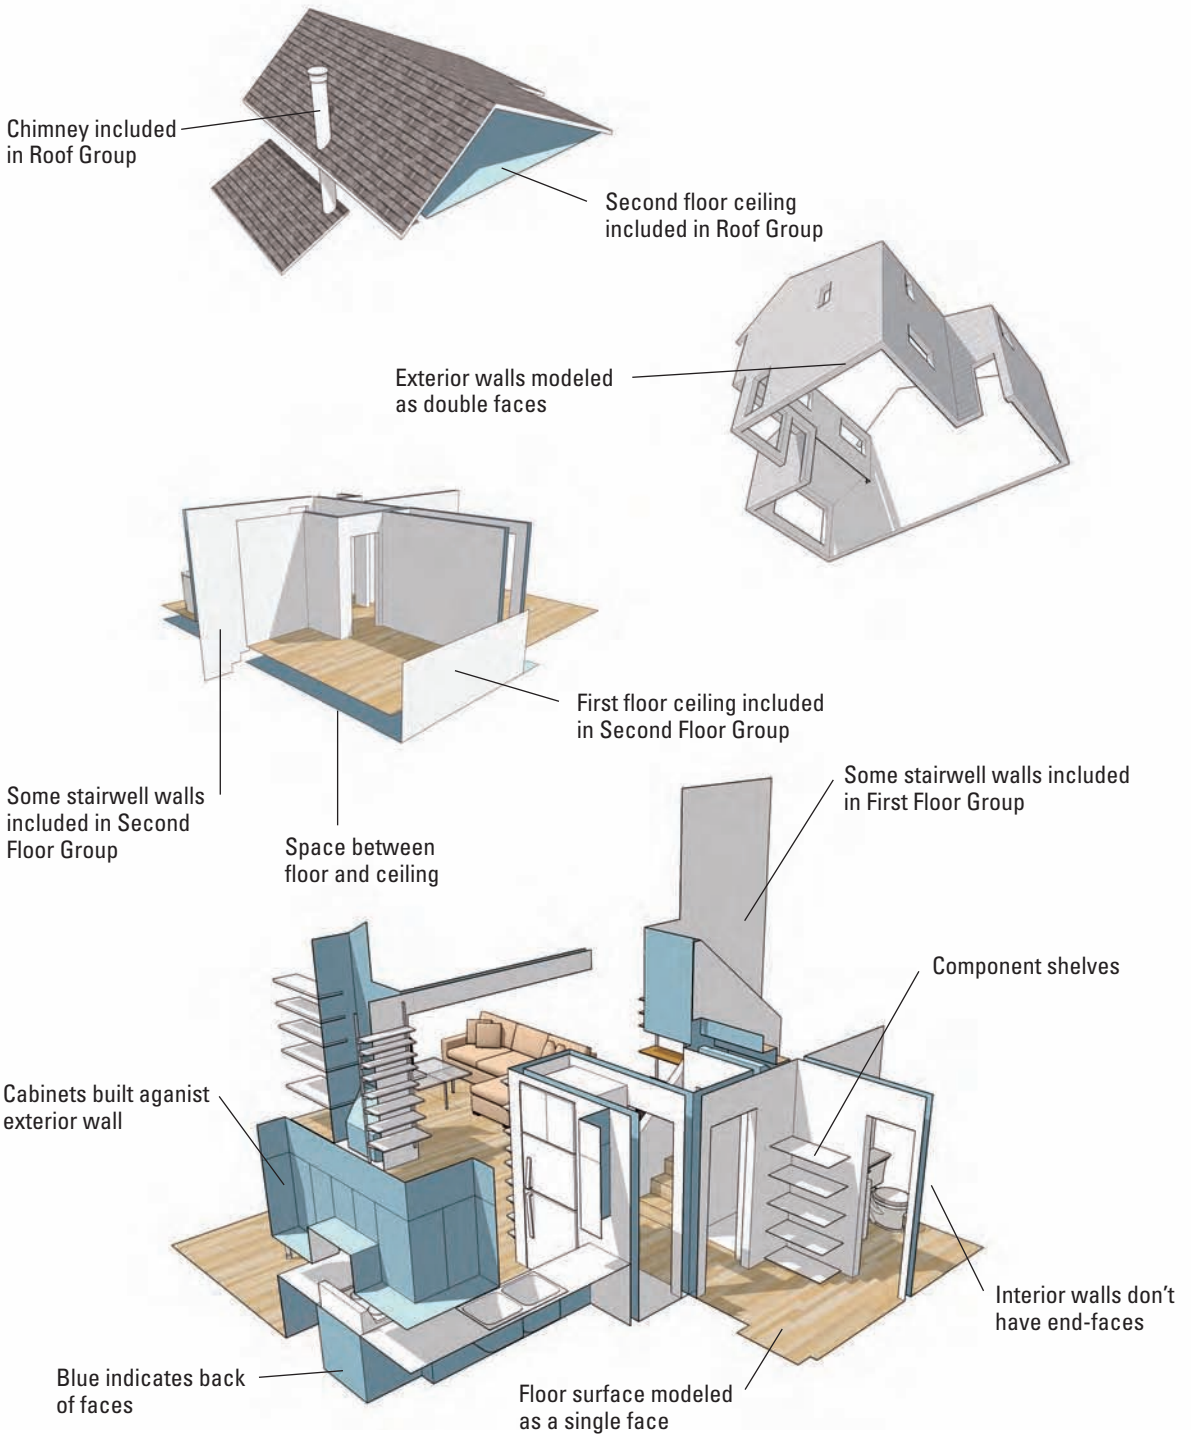 Chimney included
in Roof Group
Second floor ceiling
included in Roof Group
Exterior walls modeled
as double faces
First floor ceiling included
in Second Floor Group
Some stairwell walls
included in Second
Floor Group
Space between
floor and ceiling
Some stairwell walls included
in First Floor Group
Component shelves
Cabinets built aganist
exterior wall
Interior walls don't
have end-faces
Blue indicates back
of faces
Floor surface modeled
as a single face